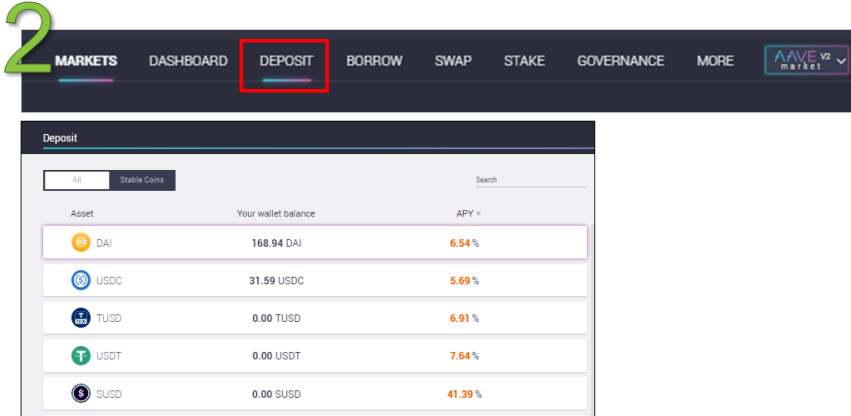 2
MARKETS DASHBOARD DEPOSIT BORROW SWAP STAKE GOVERNANCE MORE AAVE V2 market
Deposit
All Stable Coins Search
Asset Your wallet balance APY
DAI 168.94 DAI 6.54 %
USDC 31.59 USDC 5.69 %
TUSD 0.00 TUSD 6.91 %
USDT 0.00 USDT 7.64 %
SUSD 0.00 SUSD 41.39 %